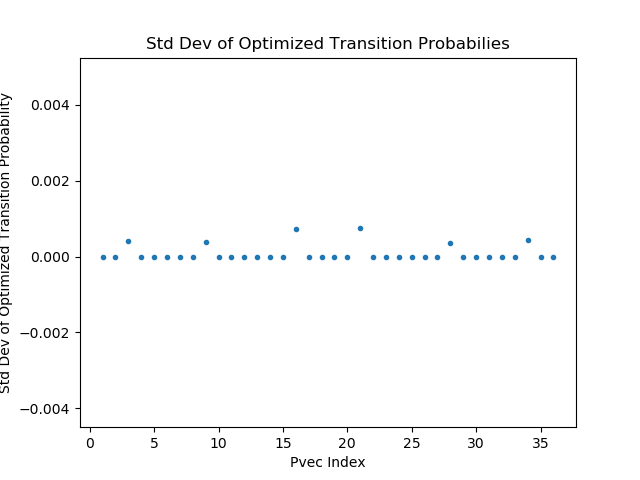 Std Dev of Optimized Transition Probabilies
Std Dev of Optimized Transition Probability
0.004
0.002
0.000
−0.002
−0.004
0 5 10 15 20 25 30 35
Pvec Index